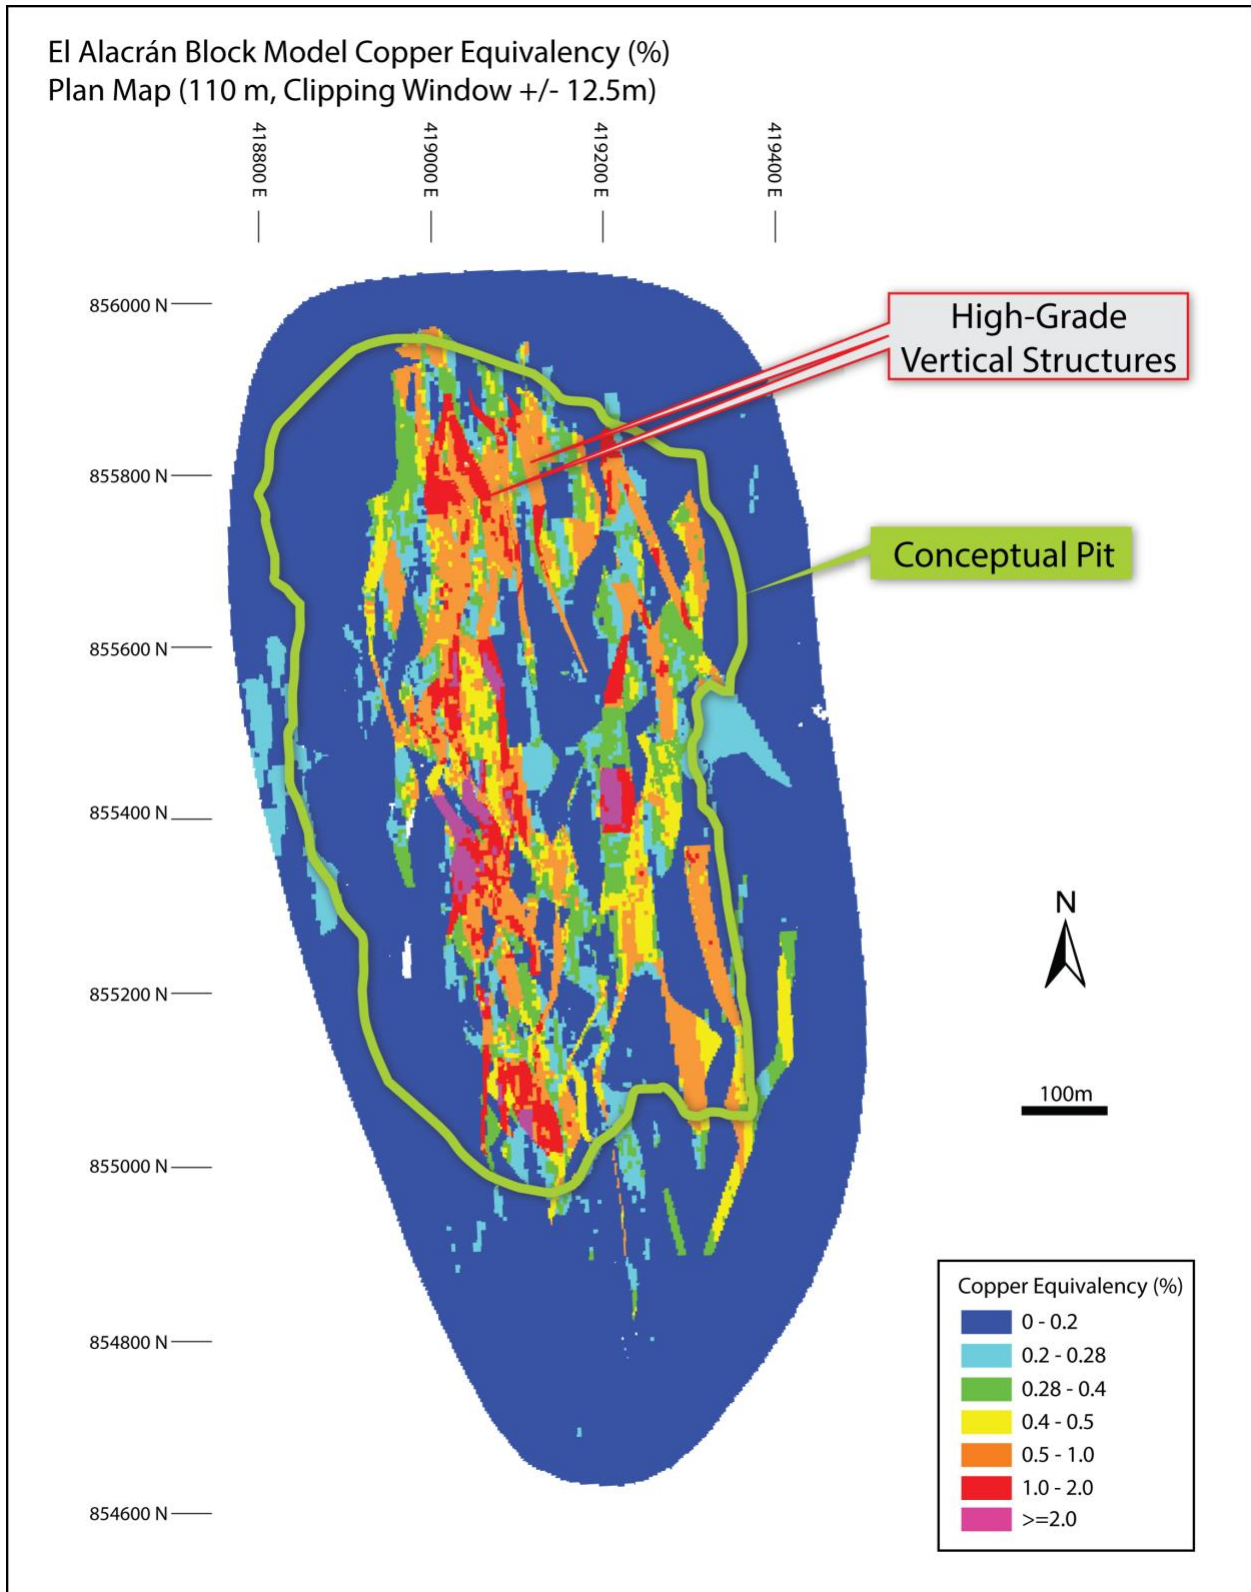 El Alacrán Block Model Copper Equivalency (%)
Plan Map (110 m, Clipping Window +/- 12.5m)
418800 E
419000 E
419200 E
419400 E
856000 N
High-Grade
Vertical Structures
855800 N
Conceptual Pit
855600 N
855400 N
N
855200 N
100m
855000 N
854800 N
854600 N
Copper Equivalency (%)
0 - 0.2
0.2 - 0.28
0.28 - 0.4
0.4 - 0.5
0.5 - 1.0
1.0 - 2.0
>=2.0